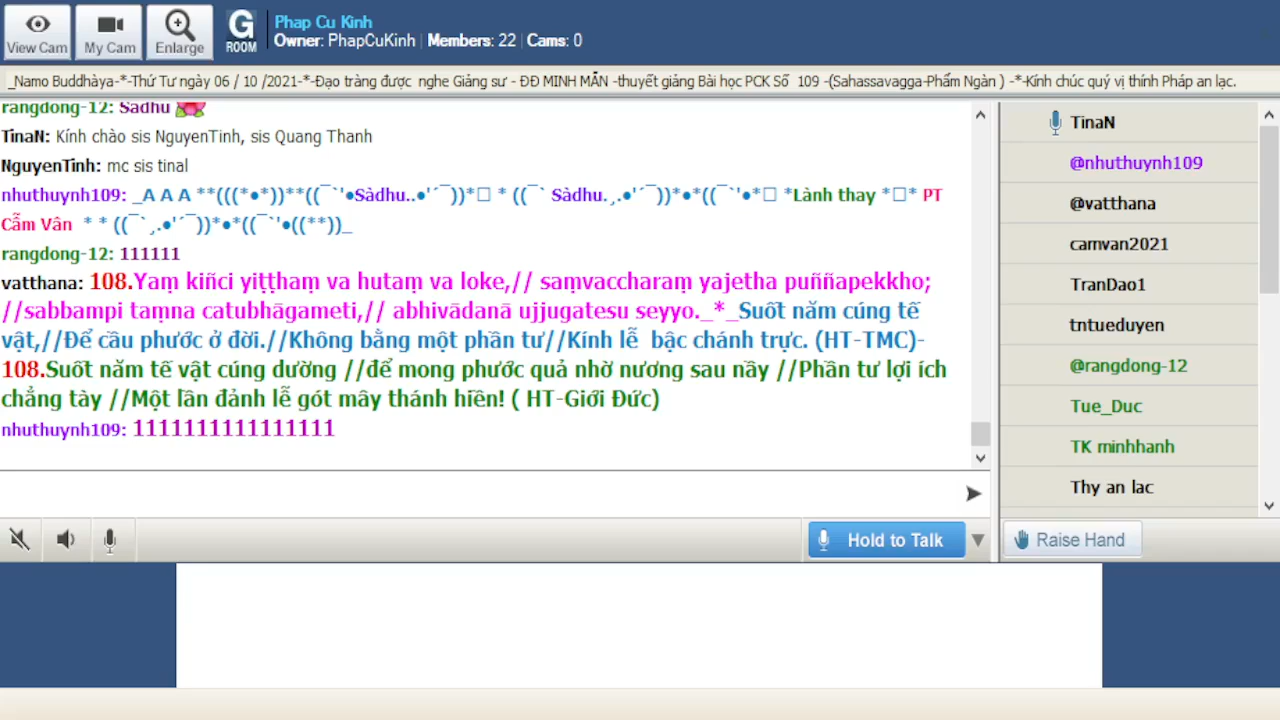 Phap Cu Kinh
Owner: PhapCuKinh Members: 22 Cams: 0
View Cam
My Cam
Enlarge
G
ROOM
_Namo Buddhàya-*-Thứ Tư ngày 06 / 10 /2021-*-Đạo tràng được nghe Giảng sư - ĐĐ MINH MẪN -thuyết giảng Bài học PCK Số 109 -(Sahassavagga-Phẩm Ngàn ) -*-Kính chúc quý vị thính Pháp an lạc.
rangdong-12: Sadhu
TinaN: Kính chào sis NguyenTinh, sis Quang Thanh
NguyenTinh: mc sis tinal
nhuthuynh109: _A A A **(((*●*))**((¯`'●Sàdhu..●'´¯))*□ * ((¯` Sàdhu.¸.●'´¯))*●*((¯`'●*□ *Lành thay *□* PT
Cẩm Vân * * ((¯`¸.●'´¯))*●*((¯`'●((**))_
rangdong-12: 111111
vatthana: 108.Yaṃ kiñci yiṭṭhaṃ va hutaṃ va loke,// saṃvaccharaṃ yajetha puññapekkho;
//sabbampi taṃna catubhāgameti,// abhivādanā ujjugatesu seyyo._*_Suốt năm cúng tế
vật,//Để cầu phước ở đời.//Không bằng một phần tư//Kính lễ bậc chánh trực. (HT-TMC)-
108.Suốt năm tế vật cúng dường //để mong phước quả nhờ nương sau nầy //Phần tư lợi ích
chẳng tày //Một lần đảnh lễ gót mây thánh hiền! ( HT-Giới Đức)
nhuthuynh109: 1111111111111111
TinaN
@nhuthuynh109
@vatthana
camvan2021
TranDao1
tntueduyen
@rangdong-12
Tue_Duc
TK minhhanh
Thy an lac
Hold to Talk
Raise Hand